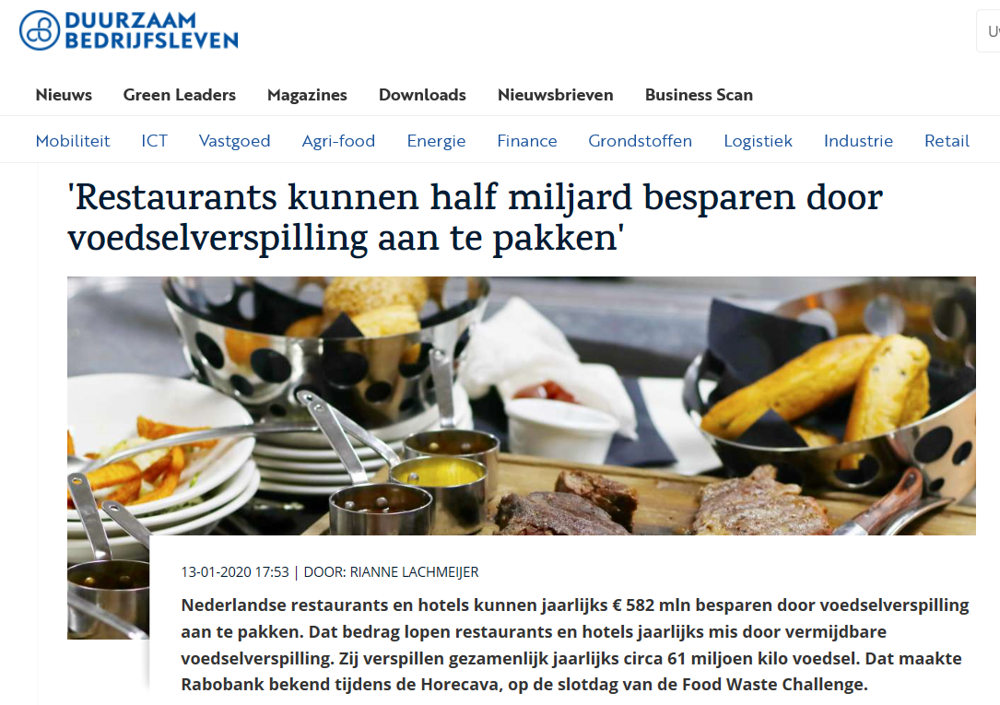 DUURZAAM
BEDRIJFSLEVEN
Nieuws Green Leaders Magazines Downloads Nieuwsbrieven Business Scan
Mobiliteit ICT Vastgoed Agri-food Energie Finance Grondstoffen Logistiek Industrie Retail
'Restaurants kunnen half miljard besparen door
voedselverspilling aan te pakken'
13-01-2020 17:53 | DOOR: RIANNE LACHMEIJER
Nederlandse restaurants en hotels kunnen jaarlijks € 582 mln besparen door voedselverspilling
aan te pakken. Dat bedrag lopen restaurants en hotels jaarlijks mis door vermijdbare
voedselverspilling. Zij verspillen gezamenlijk jaarlijks circa 61 miljoen kilo voedsel. Dat maakte
Rabobank bekend tijdens de Horecava, op de slotdag van de Food Waste Challenge.